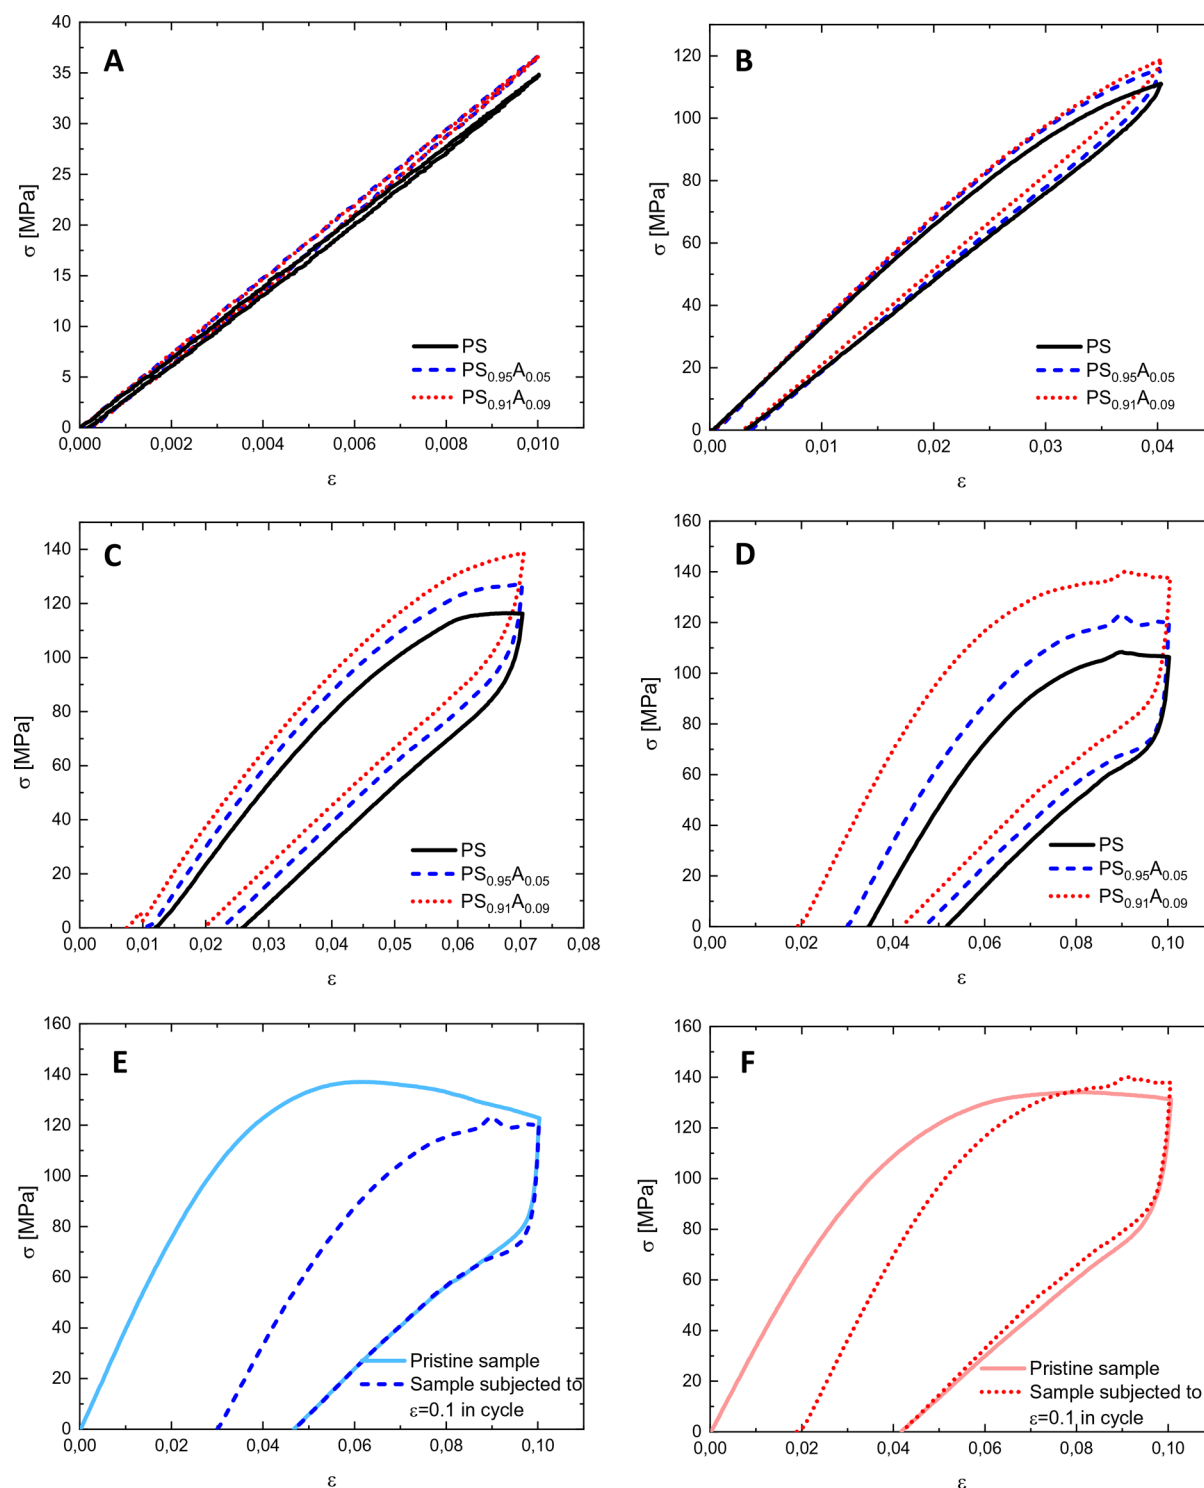 A
40
35
30
25
20
15
10
5
0
σ [MPa]
PS
PS0.95A0.05
PS0.91A0.09
0,000 0,002 0,004 0,006 0,008 0,010
ε
B
120
100
80
60
40
20
0
σ [MPa]
PS
PS0.95A0.05
PS0.91A0.09
0,01 0,02 0,03 0,04
ε
C
140
120
100
80
60
40
20
0
σ [MPa]
PS
PS0.95A0.05
PS0.91A0.09
0,00 0,01 0,02 0,03 0,04 0,05 0,06 0,07 0,08
ε
D
160
140
120
100
80
60
40
20
0
σ [MPa]
PS
PS0.95A0.05
PS0.91A0.09
0,00 0,02 0,04 0,06 0,08 0,10
ε
E
160
140
120
100
80
60
40
20
0
σ [MPa]
Pristine sample
Sample subjected to
ε=0.1 in cycle
0,00 0,02 0,04 0,06 0,08 0,10
ε
F
160
140
120
100
80
60
40
20
0
σ [MPa]
Pristine sample
Sample subjected to
ε=0.1 in cycle
0,00 0,02 0,04 0,06 0,08 0,10
ε